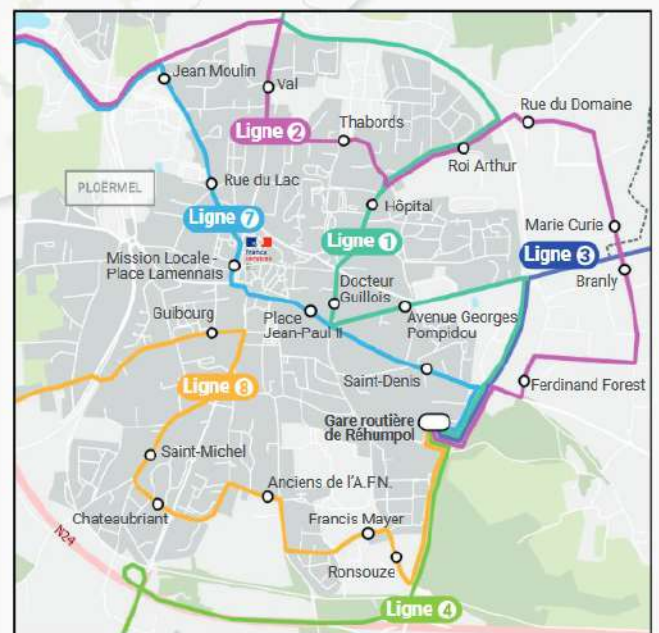 Jean Moulin
Val
Rue du Domaine
Ligne 2
Thabords
Roi Arthur
PLOËRMEL
Rue du Lac
Hôpital
Ligne 7
Ligne 1
Marie Curie
france
services
Ligne 3
Mission Locale -
Place Lamennais
Branly
Docteur
Guillois
Guibourg
Place
Jean-Paul II
Avenue Georges
Pompidou
Saint-Denis
Ligne 8
Ferdinand Forest
Gare routière
de Réhumpol
Saint-Michel
Anciens de l'A.F.N.
Chateaubriant
Francis Mayer
N24
Ronsouze
Ligne 4